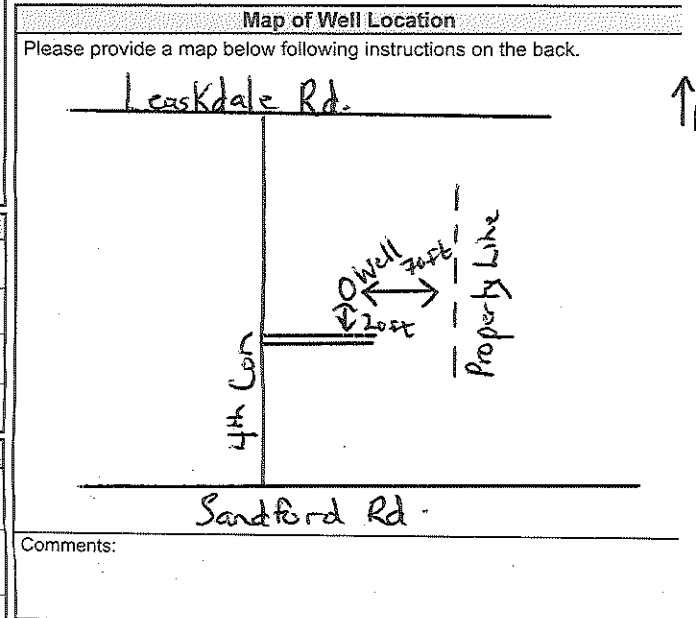 Map of Well Location
Please provide a map below following instructions on the back.
Leaskdale Rd.
Well
70ft
20ft
Property Line
4th Con
Sandford Rd.
Comments: